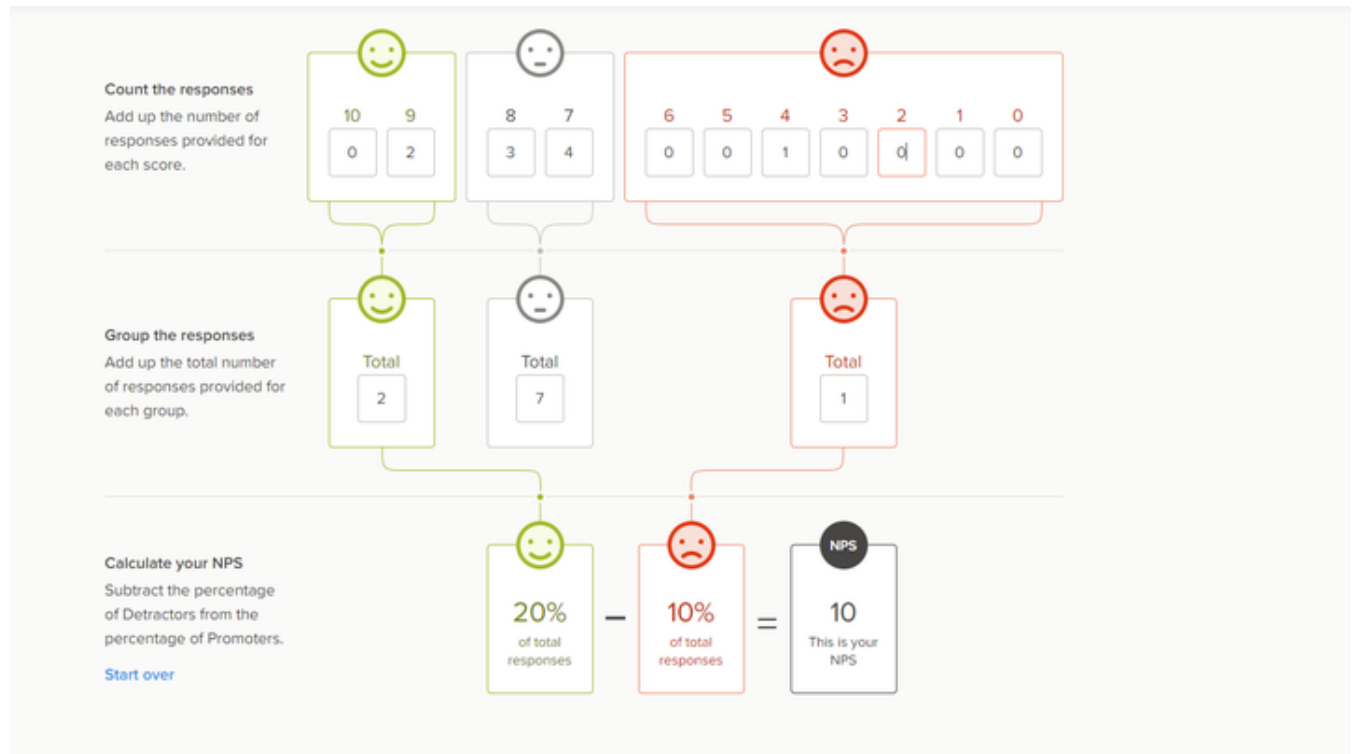 Count the responses
Add up the number of
responses provided for
each score.
10 9 8 7 6 5 4 3 2 1 0
0 2 3 4 0 0 1 0 0 0 0
Group the responses
Add up the total number
of responses provided for
each group.
Total Total Total
2 7 1
Calculate your NPS
Subtract the percentage
of Detractors from the
percentage of Promoters.
Start over
20%
of total
responses
–
10%
of total
responses
=
NPS
10
This is your
NPS